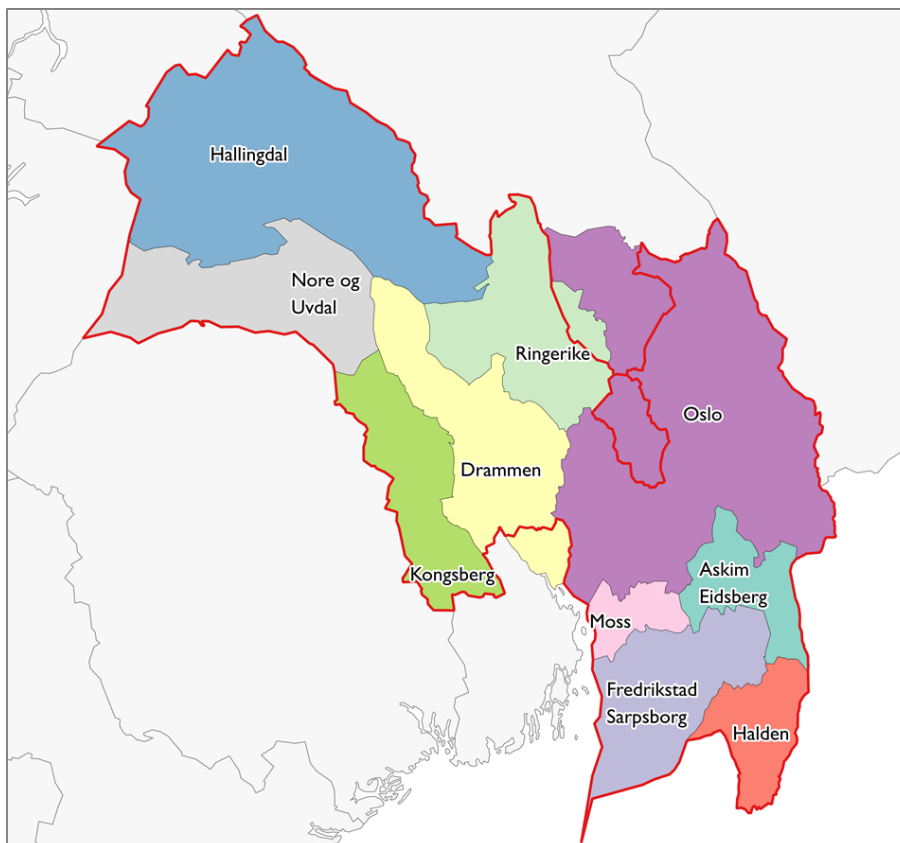 Hallingdal
Nore og
Uvdal
Ringerike
Oslo
Drammen
Kongsberg
Askim
Eidsberg
Moss
Fredrikstad
Sarpsborg
Halden